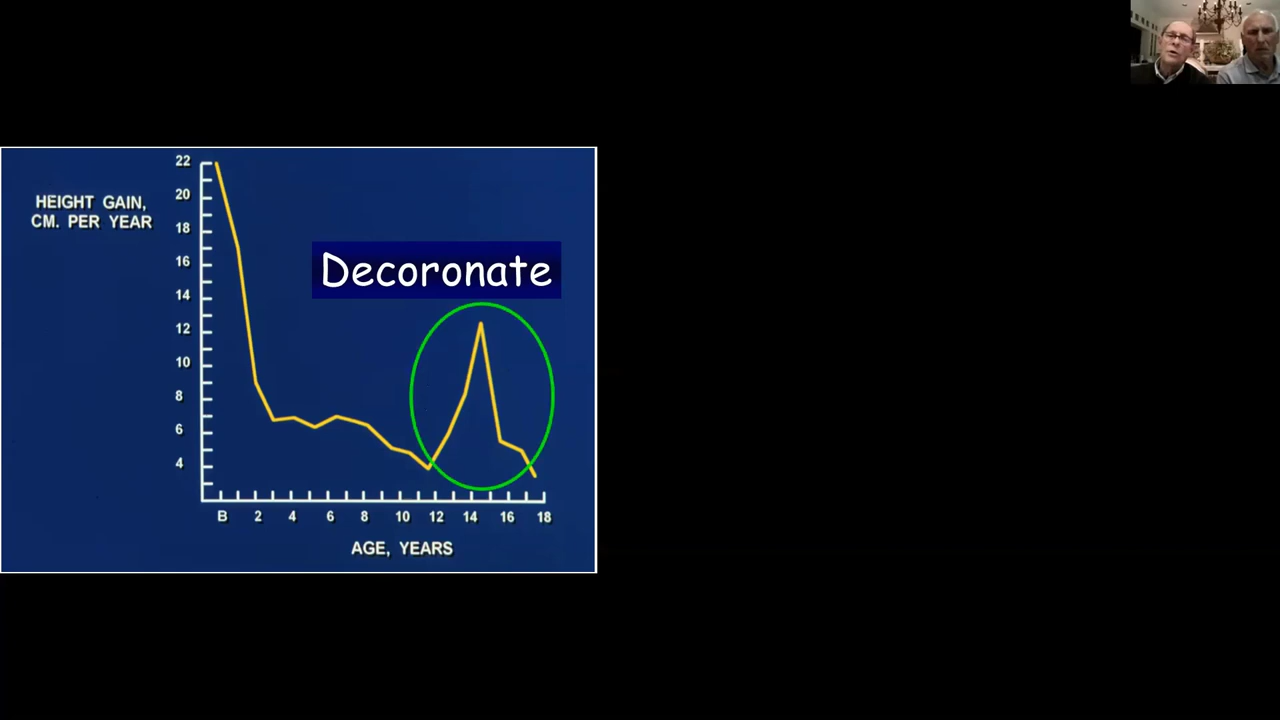 22
HEIGHT GAIN,
CM. PER YEAR
20
18
16
14
12
10
8
6
4
Decoronate
B 2 4 6 8 10 12 14 16 18
AGE, YEARS